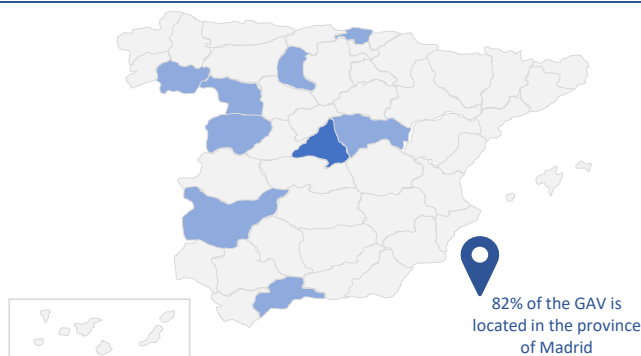 82% of the GAV is
located in the province
of Madrid